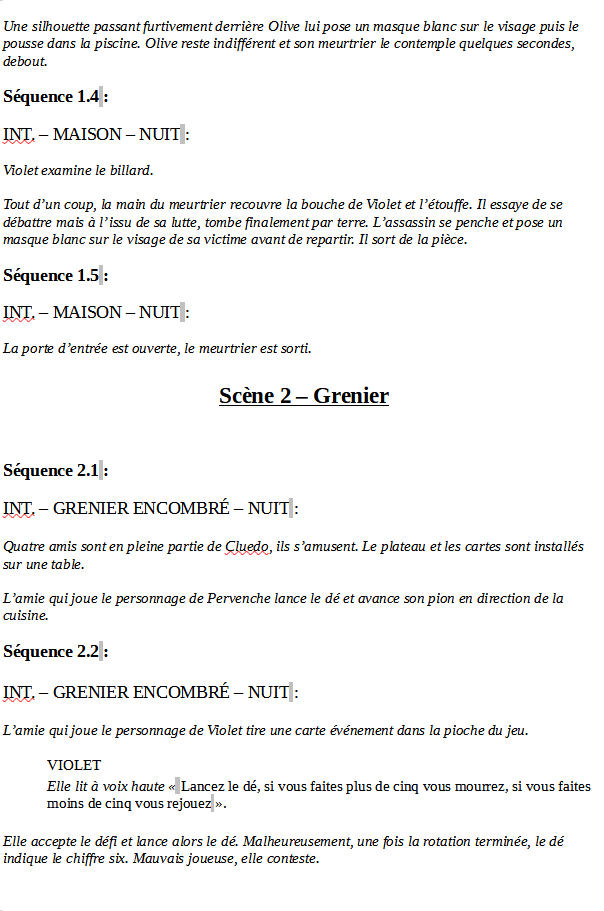 Une silhouette passant furtivement derrière Olive lui pose un masque blanc sur le visage puis le
pousse dans la piscine. Olive reste indifférent et son meurtrier le contemple quelques secondes,
debout.
Séquence 1.4 :
INT. – MAISON – NUIT :
Violet examine le billard.
Tout d’un coup, la main du meurtrier recouvre la bouche de Violet et l’étouffe. Il essaye de se
débattre mais à l’issu de sa lutte, tombe finalement par terre. L’assassin se penche et pose un
masque blanc sur le visage de sa victime avant de repartir. Il sort de la pièce.
Séquence 1.5 :
INT. – MAISON – NUIT :
La porte d’entrée est ouverte, le meurtrier est sorti.
Scène 2 – Grenier
Séquence 2.1 :
INT. – GRENIER ENCOMBRÉ – NUIT :
Quatre amis sont en pleine partie de Cluedo, ils s’amusent. Le plateau et les cartes sont installés
sur une table.
L’amie qui joue le personnage de Pervenche lance le dé et avance son pion en direction de la
cuisine.
Séquence 2.2 :
INT. – GRENIER ENCOMBRÉ – NUIT :
L’amie qui joue le personnage de Violet tire une carte événement dans la pioche du jeu.
VIOLET
Elle lit à voix haute « Lancez le dé, si vous faites plus de cinq vous mourrez, si vous faites
moins de cinq vous rejouez ».
Elle accepte le défi et lance alors le dé. Malheureusement, une fois la rotation terminée, le dé
indique le chiffre six. Mauvais joueuse, elle conteste.